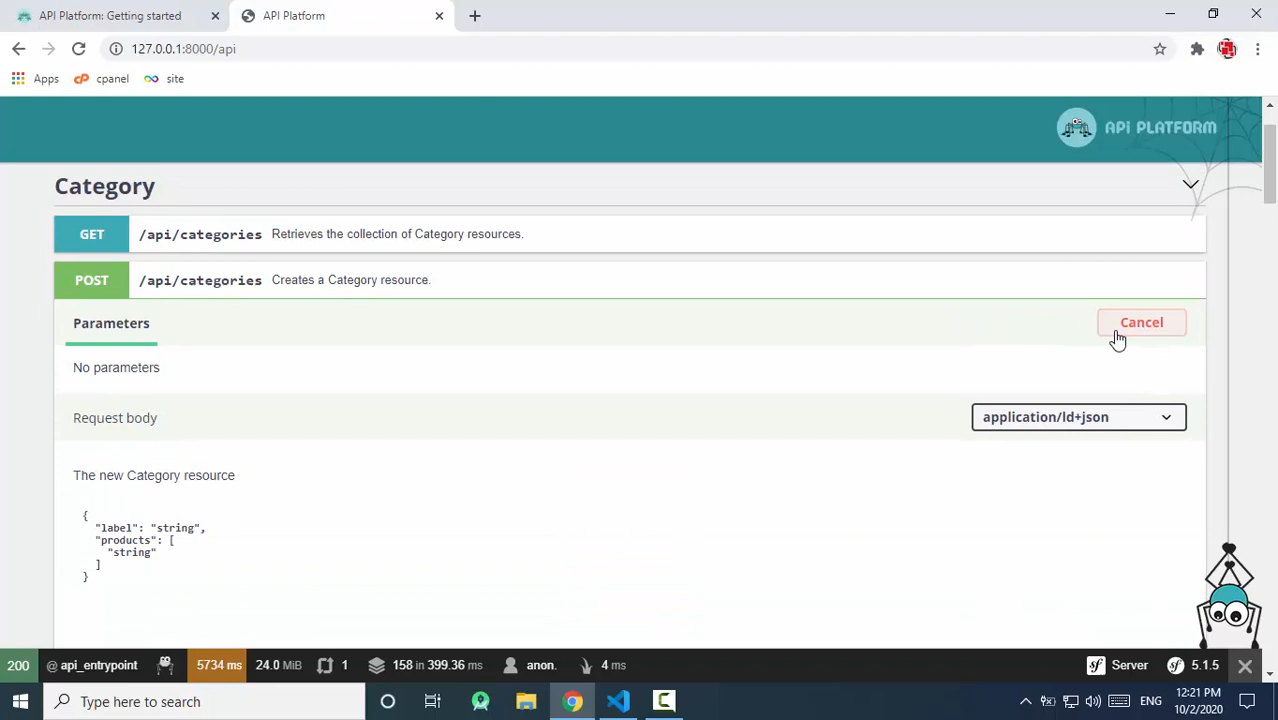 API Platform: Getting started
API Platform
127.0.0.1:8000/api
Apps
cP cpanel
site
API PLATFORM
Category
GET /api/categories Retrieves the collection of Category resources.
POST /api/categories Creates a Category resource.
Parameters
Cancel
No parameters
Request body
application/ld+json
The new Category resource
{
"label": "string",
"products": [
"string"
]
}
200 @ api_entrypoint 5734 ms 24.0 MiB 1 158 in 399.36 ms anon. 4 ms sf Server sf 5.1.5
Type here to search
C
ENG
12:21 PM
10/2/2020